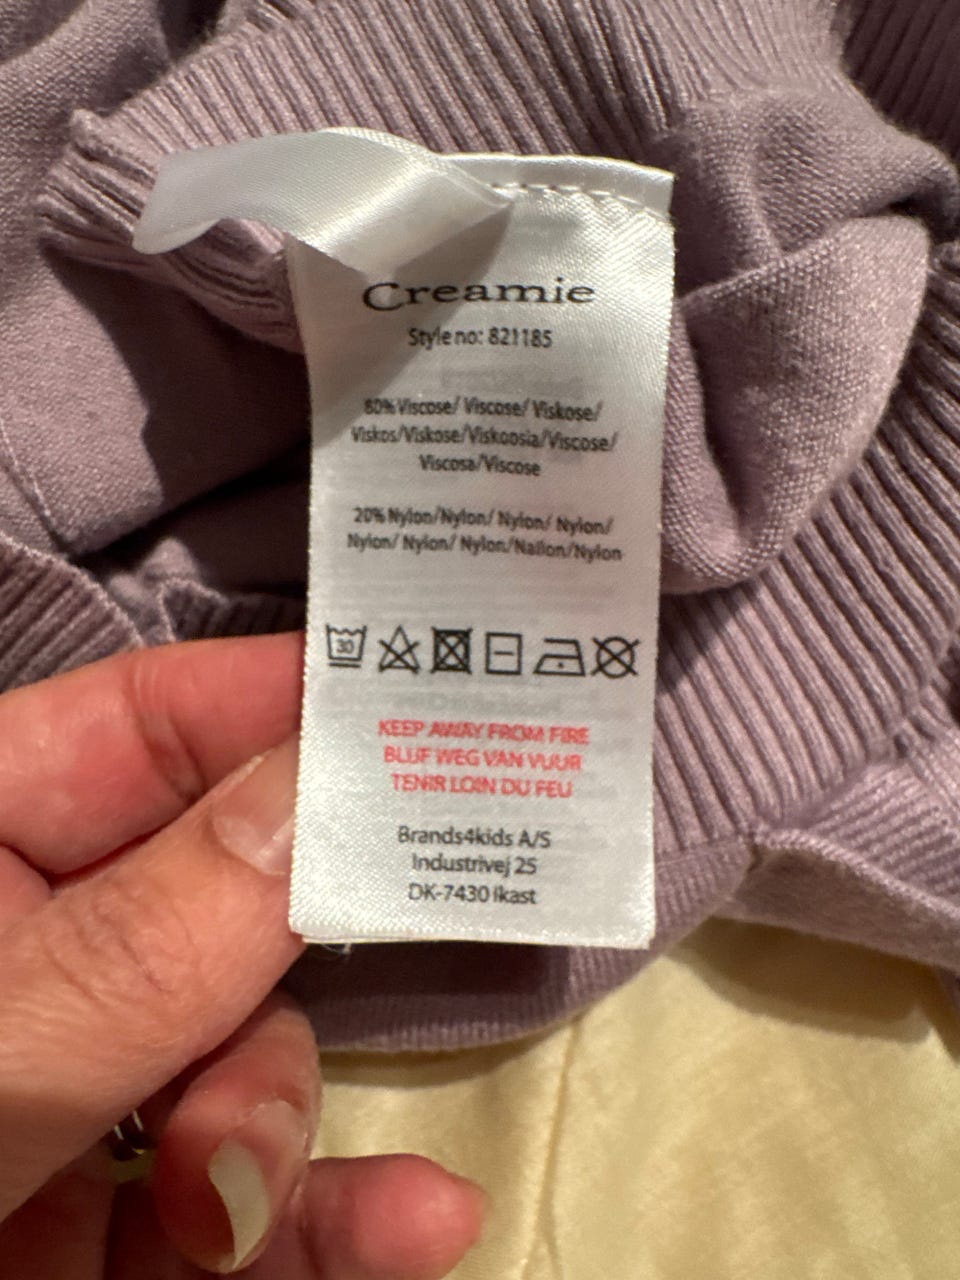 Creamie
Style no: 821185
80% Viscose/ Viscose/ Viskose/
Viskos/Viskose/Viskoosia/Viscose/
Viscosa/Viscose
20% Nylon/Nylon/ Nylon/ Nylon/
Nylon/ Nylon/ Nylon/Nailon/Nylon
30
KEEP AWAY FROM FIRE
BLIJF WEG VAN VUUR
TENIR LOIN DU FEU
Brands4kids A/S
Industrivej 25
DK-7430 Ikast